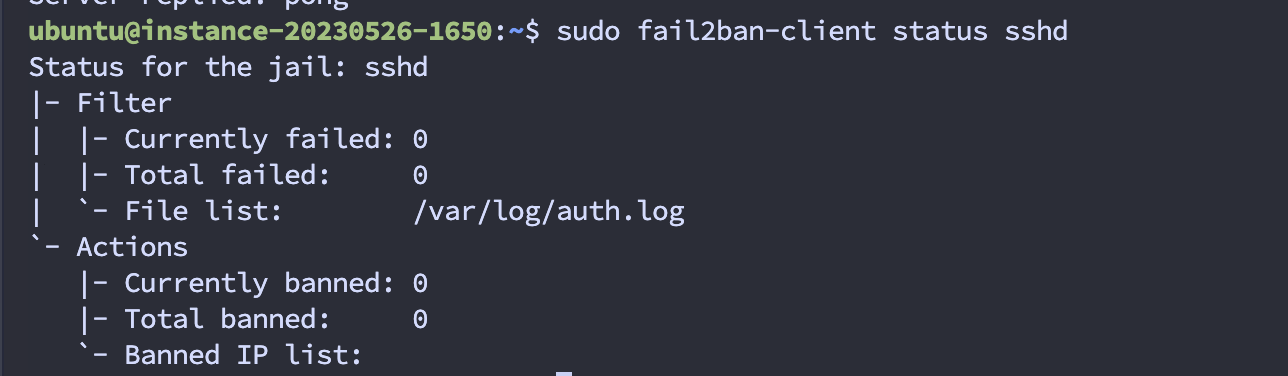 Server replied: pong
ubuntu@instance-20230526-1650:~$ sudo fail2ban-client status sshd
Status for the jail: sshd
|- Filter
|  |- Currently failed: 0
|  |- Total failed:     0
|  `- File list:        /var/log/auth.log
`- Actions
   |- Currently banned: 0
   |- Total banned:     0
   `- Banned IP list: